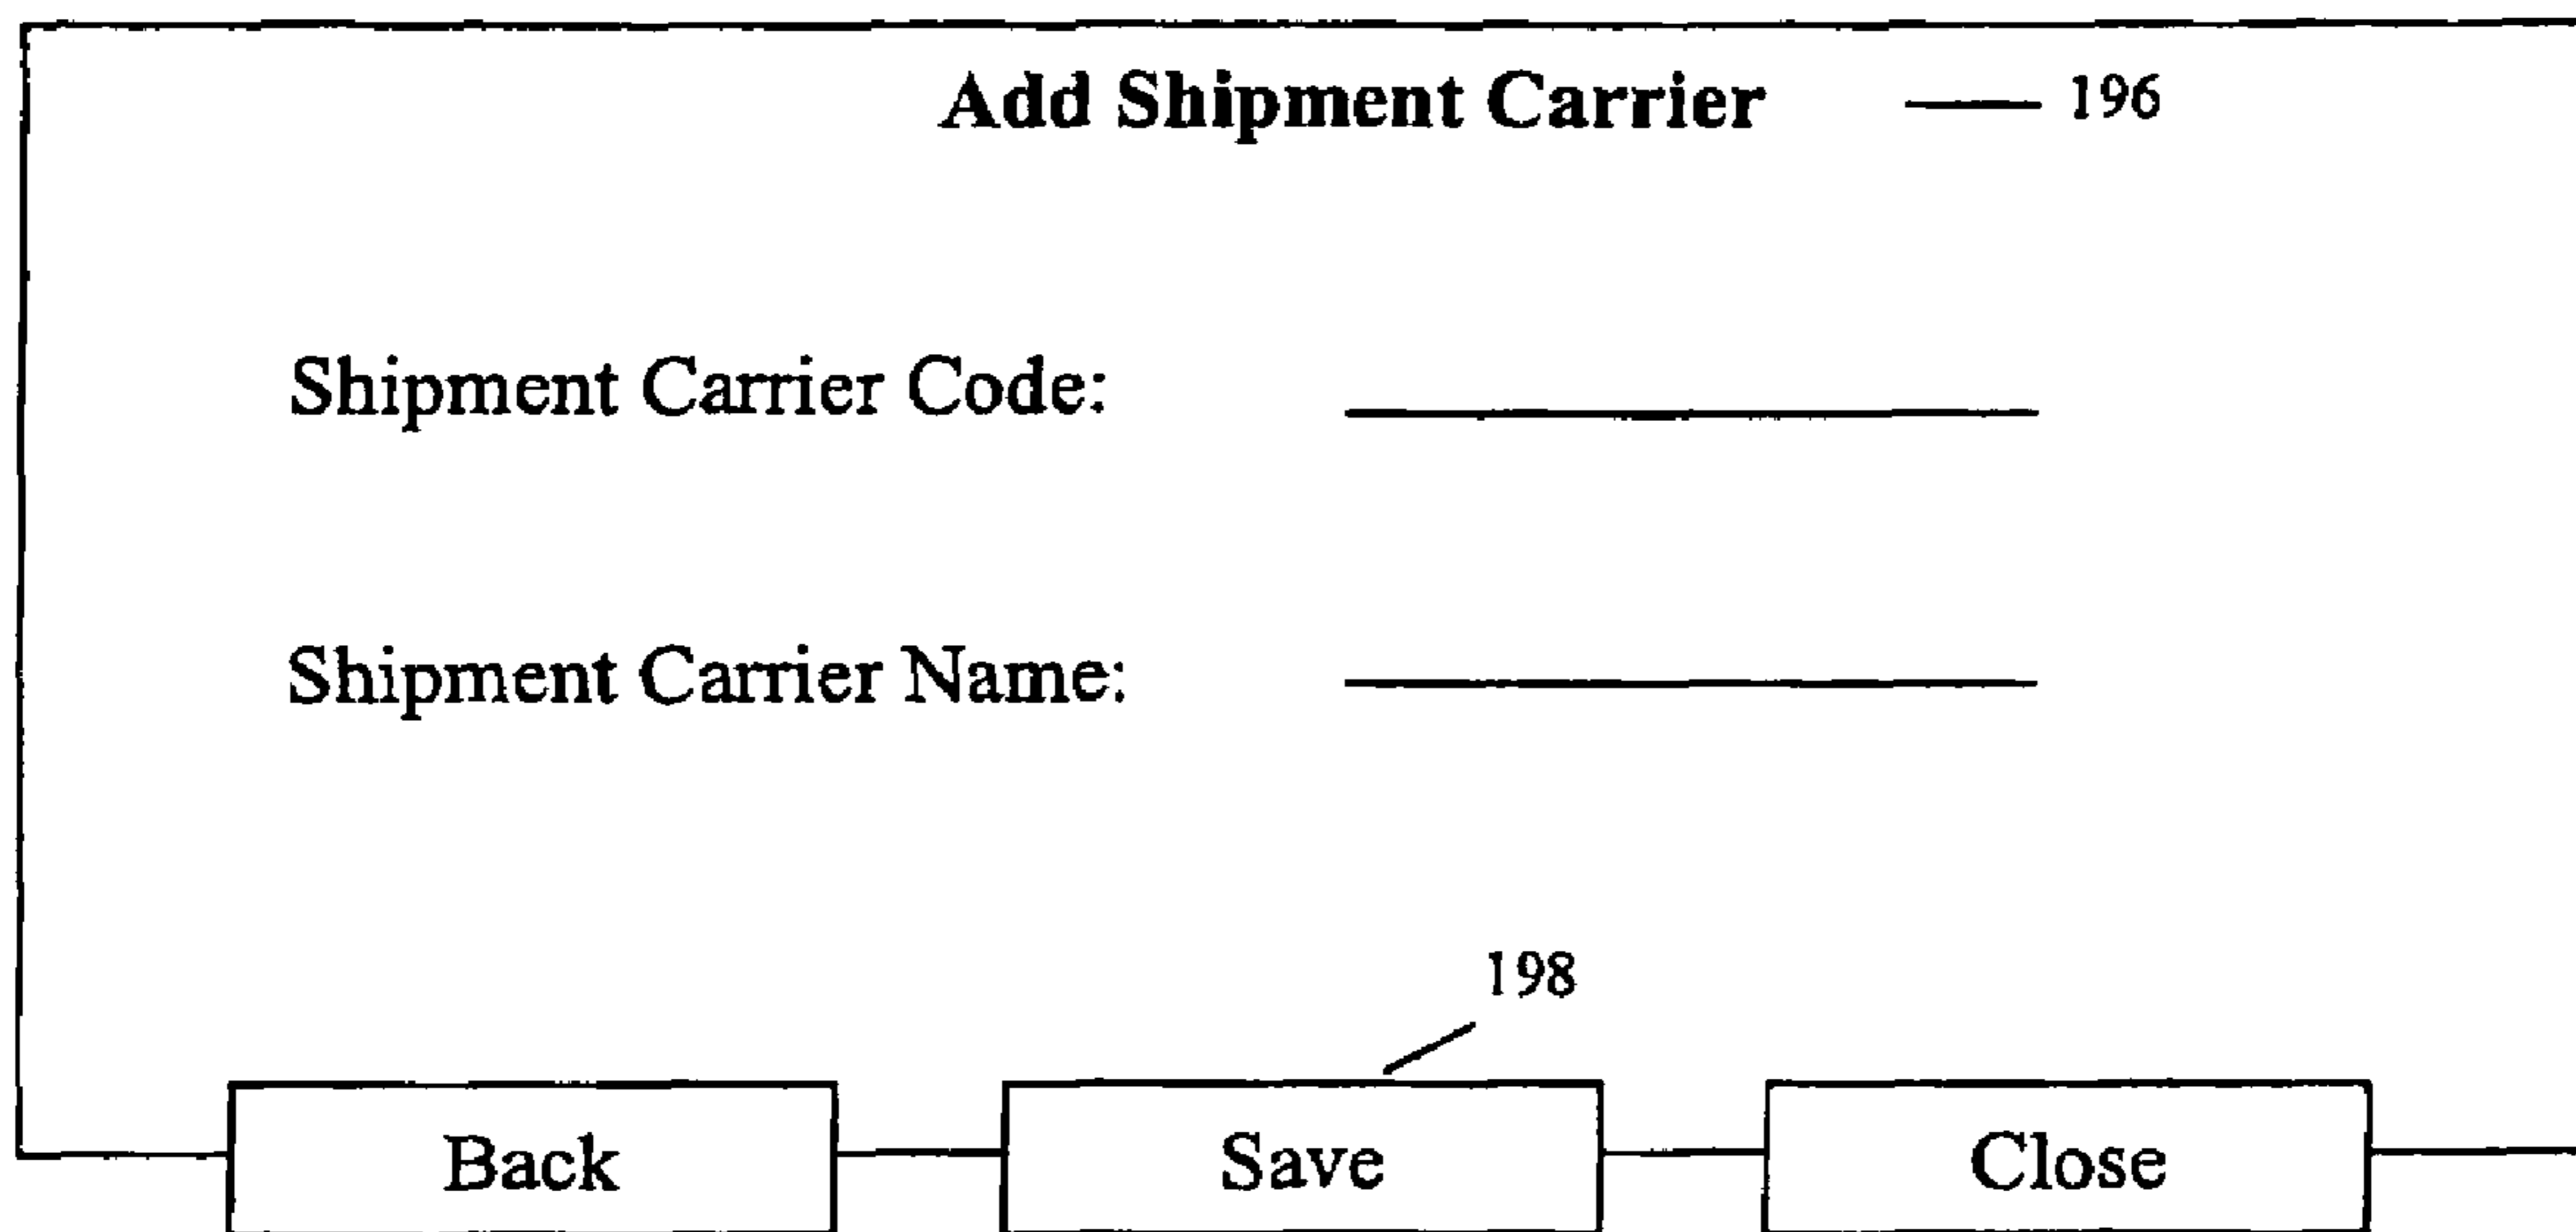 Add Shipment Carrier 196
Shipment Carrier Code:
Shipment Carrier Name:
198
Back Save Close